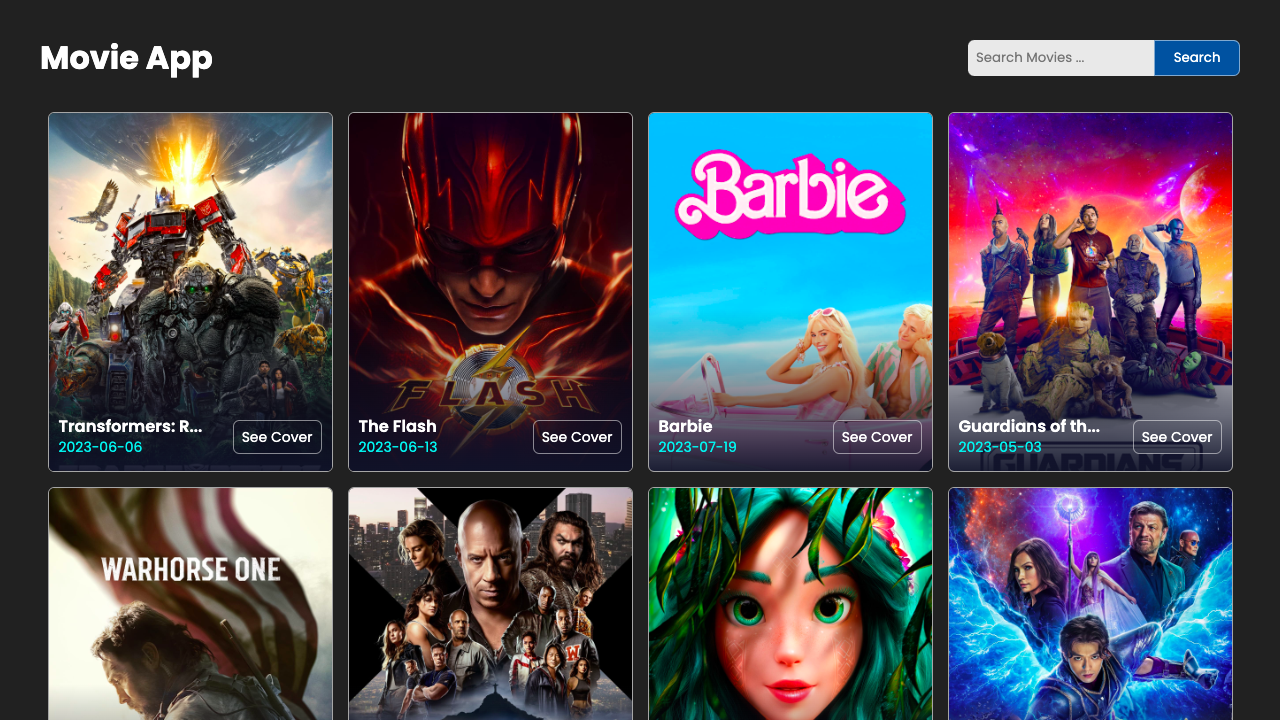 Movie App
Search Movies ...
Search
Barbie
FLASH
Transformers: R...
2023-06-06
See Cover
The Flash
2023-06-13
See Cover
Barbie
2023-07-19
See Cover
Guardians of th...
2023-05-03
See Cover
GUARDIANS
WARHORSE ONE